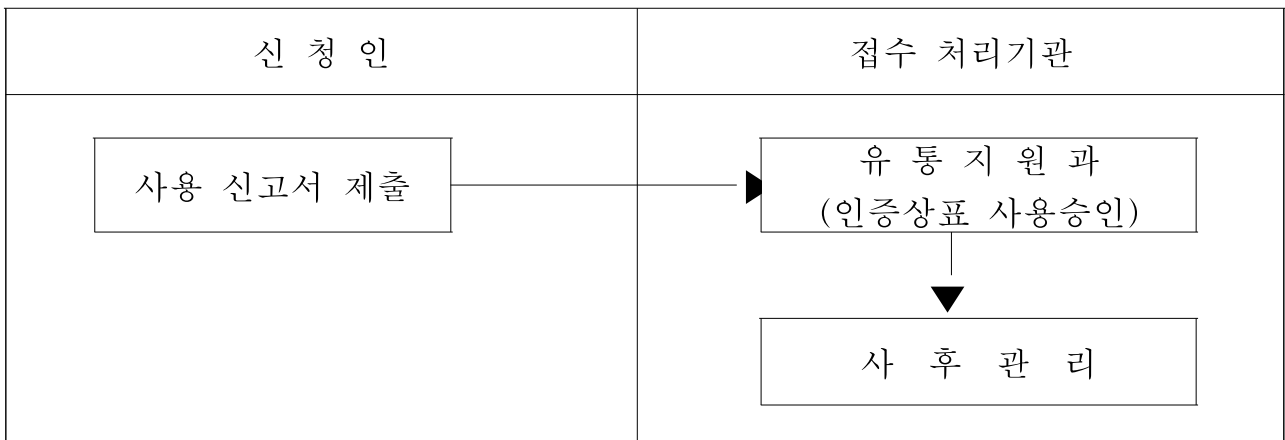 신 청 인
접수 처리기관
사용 신고서 제출
유 통 지 원 과
(인증상표 사용승인)
사 후 관 리